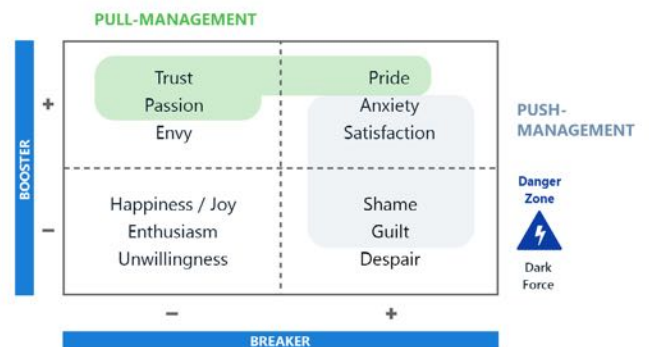 PULL-MANAGEMENT
BOOSTER
+
−
Trust
Passion
Envy
Pride
Anxiety
Satisfaction
PUSH-
MANAGEMENT
Happiness / Joy
Enthusiasm
Unwillingness
Shame
Guilt
Despair
Danger
Zone
Dark
Force
−
+
BREAKER